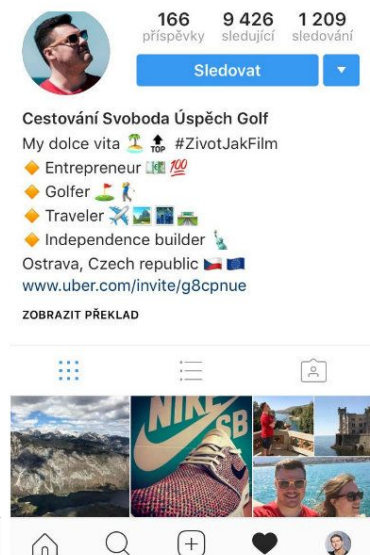 166 9 426 1 209
příspěvky sledující sledování
Sledovat
Cestování Svoboda Úspěch Golf
My dolce vita 🏝️ 🔝 #ZivotJakFilm
🔸 Entrepreneur 💵 💯
🔸 Golfer ⛳ 🏌️
🔸 Traveler ✈️ 🏞️ 🌃 🛣️
🔸 Independence builder 🗽
Ostrava, Czech republic 🇨🇿 🇪🇺
www.uber.com/invite/g8cpnue
ZOBRAZIT PŘEKLAD
NIKE
SB